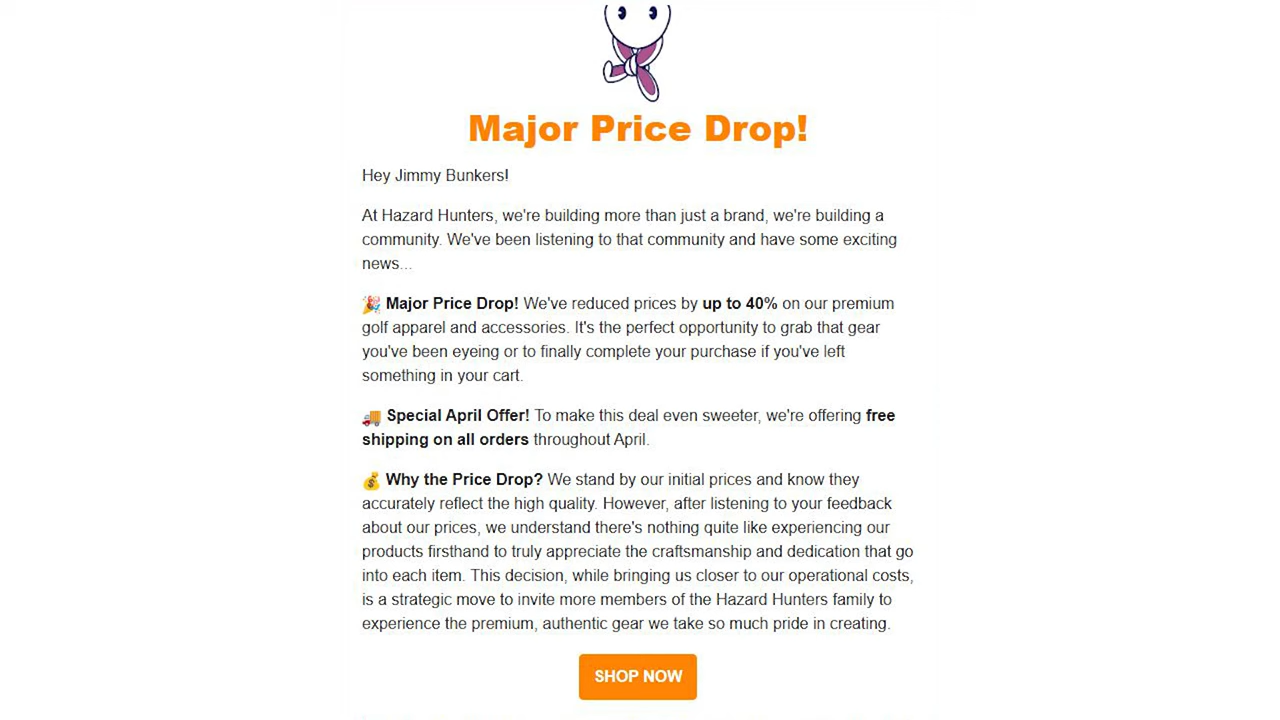 Major Price Drop!
Hey Jimmy Bunkers!
At Hazard Hunters, we're building more than just a brand, we're building a
community. We've been listening to that community and have some exciting
news...
🎉 Major Price Drop! We've reduced prices by up to 40% on our premium
golf apparel and accessories. It's the perfect opportunity to grab that gear
you've been eyeing or to finally complete your purchase if you've left
something in your cart.
🚚 Special April Offer! To make this deal even sweeter, we're offering free
shipping on all orders throughout April.
💰 Why the Price Drop? We stand by our initial prices and know they
accurately reflect the high quality. However, after listening to your feedback
about our prices, we understand there's nothing quite like experiencing our
products firsthand to truly appreciate the craftsmanship and dedication that go
into each item. This decision, while bringing us closer to our operational costs,
is a strategic move to invite more members of the Hazard Hunters family to
experience the premium, authentic gear we take so much pride in creating.
SHOP NOW